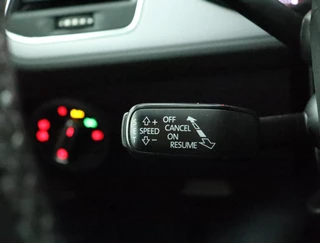 +
SPEED
-
OFF
CANCEL
ON
RESUME